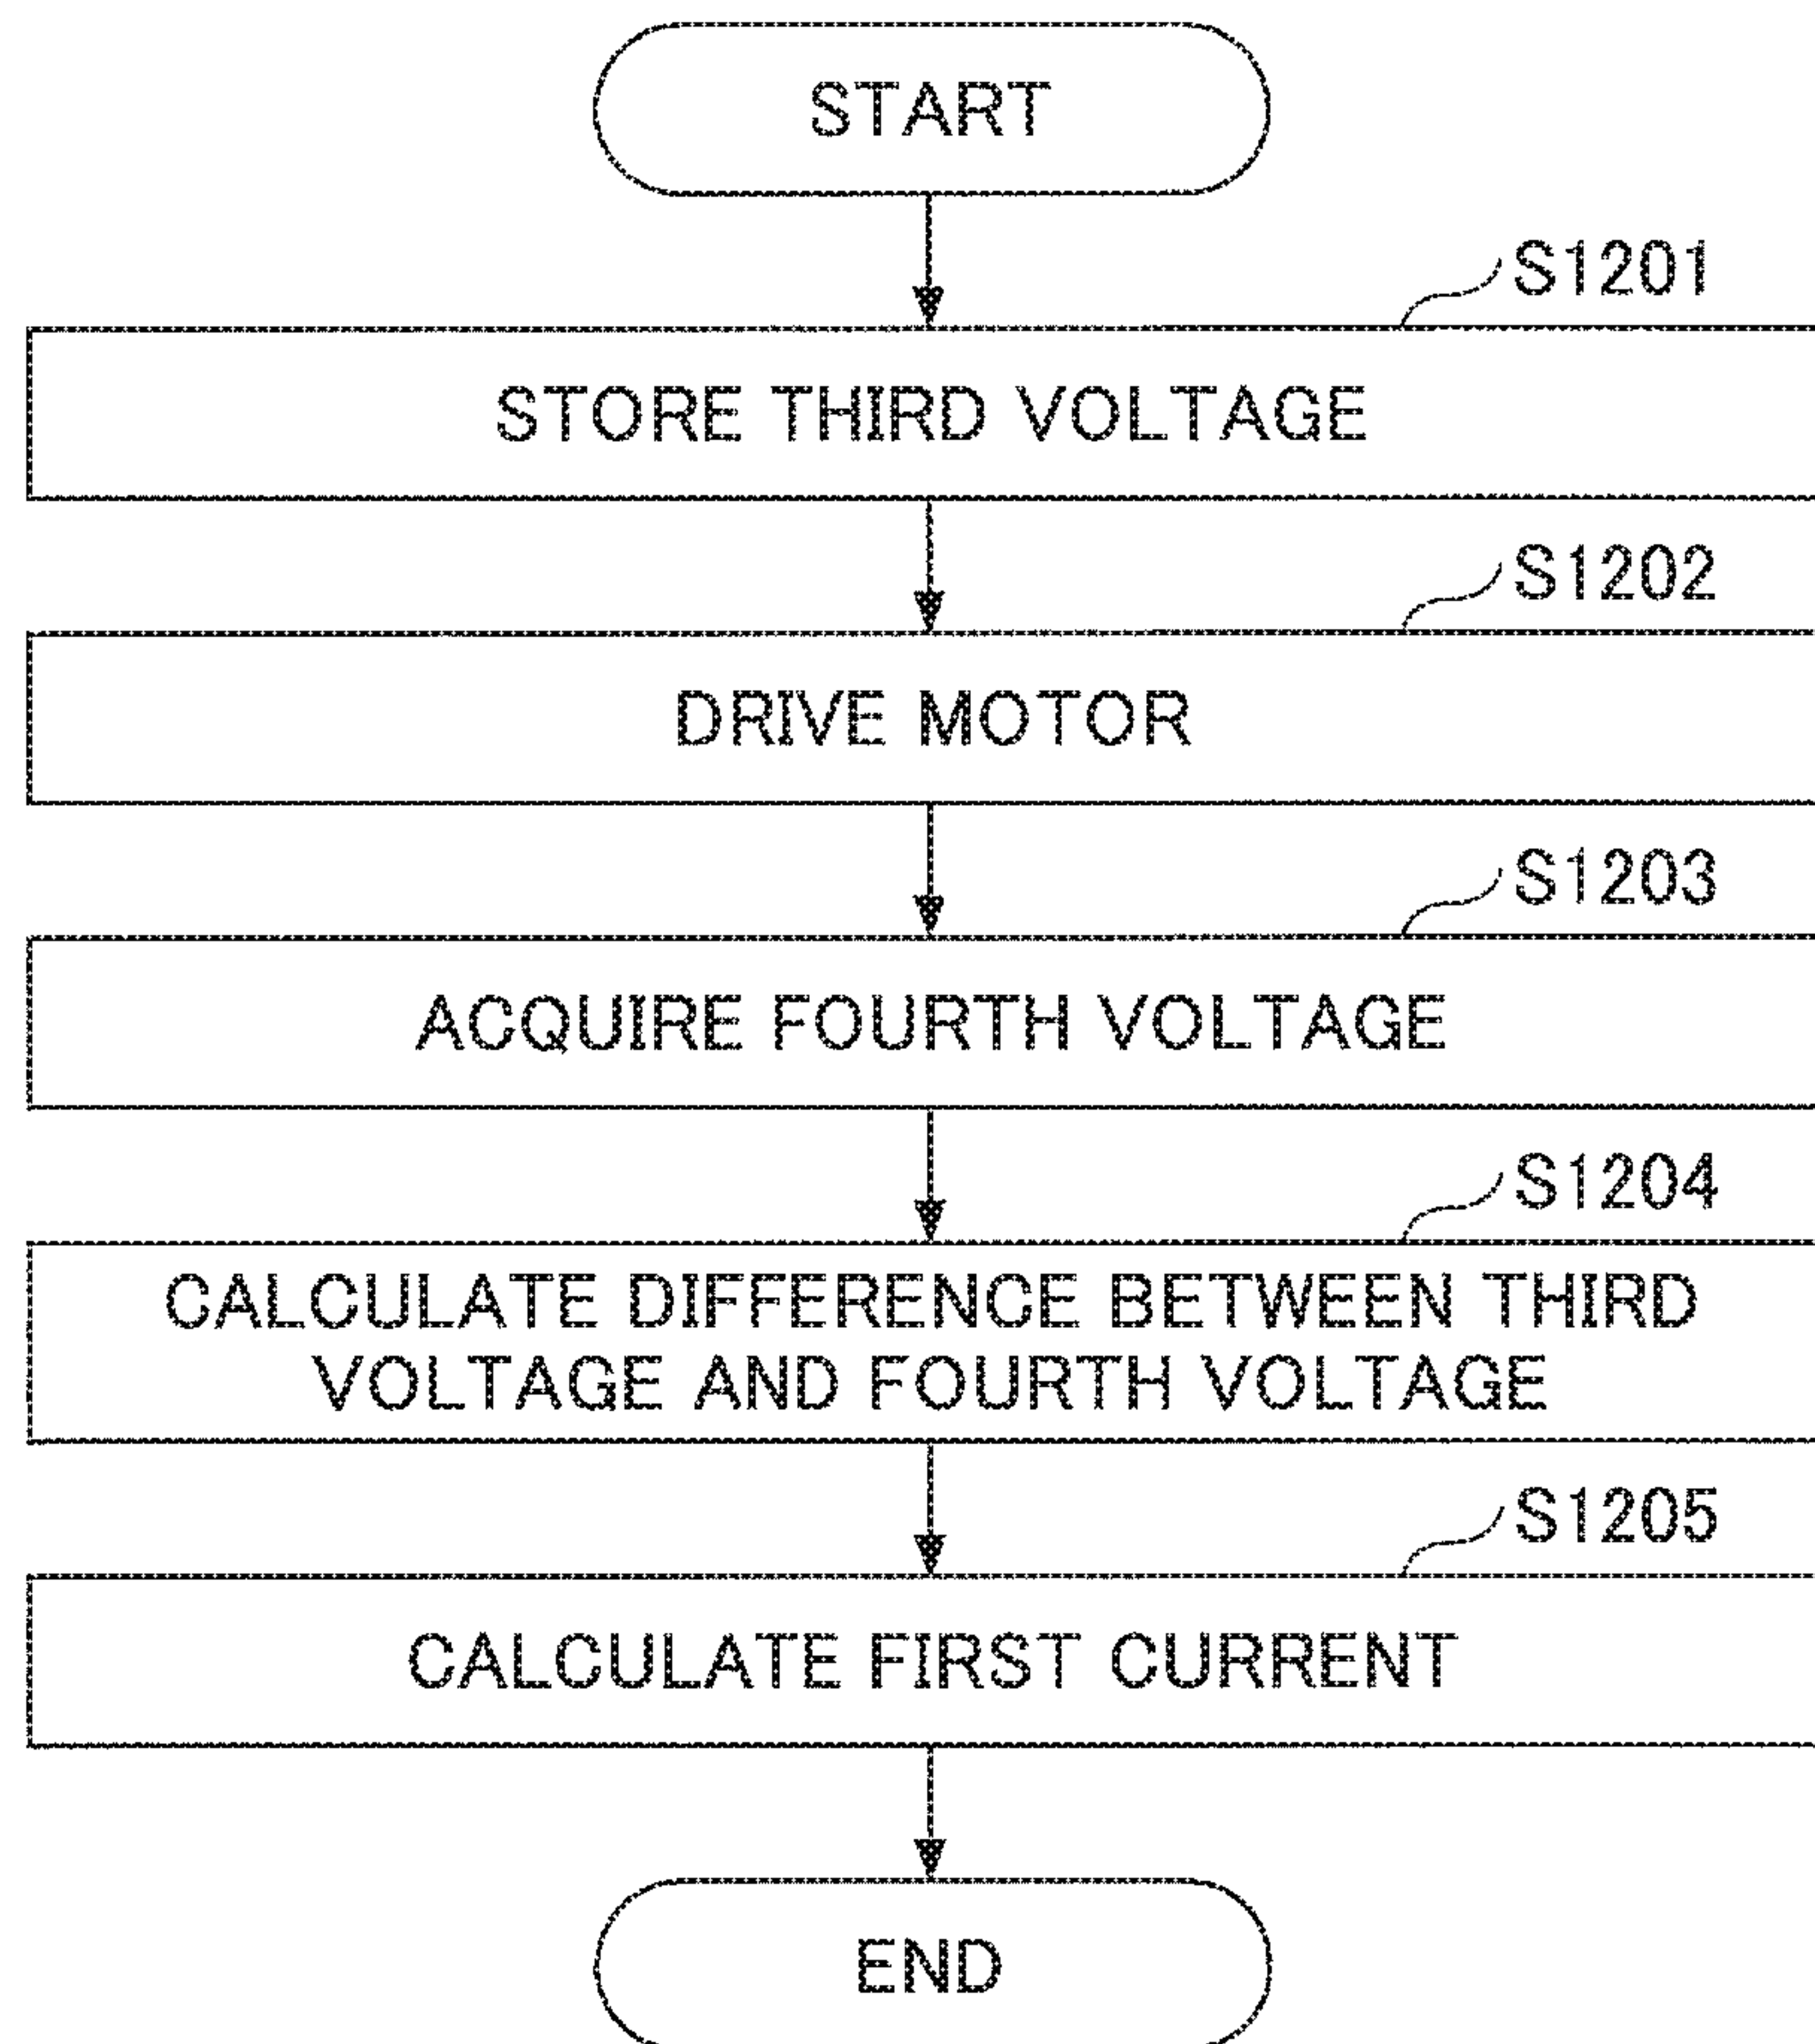 START
S1201
STORE THIRD VOLTAGE
S1202
DRIVE MOTOR
S1203
ACQUIRE FOURTH VOLTAGE
S1204
CALCULATE DIFFERENCE BETWEEN THIRD
VOLTAGE AND FOURTH VOLTAGE
S1205
CALCULATE FIRST CURRENT
END